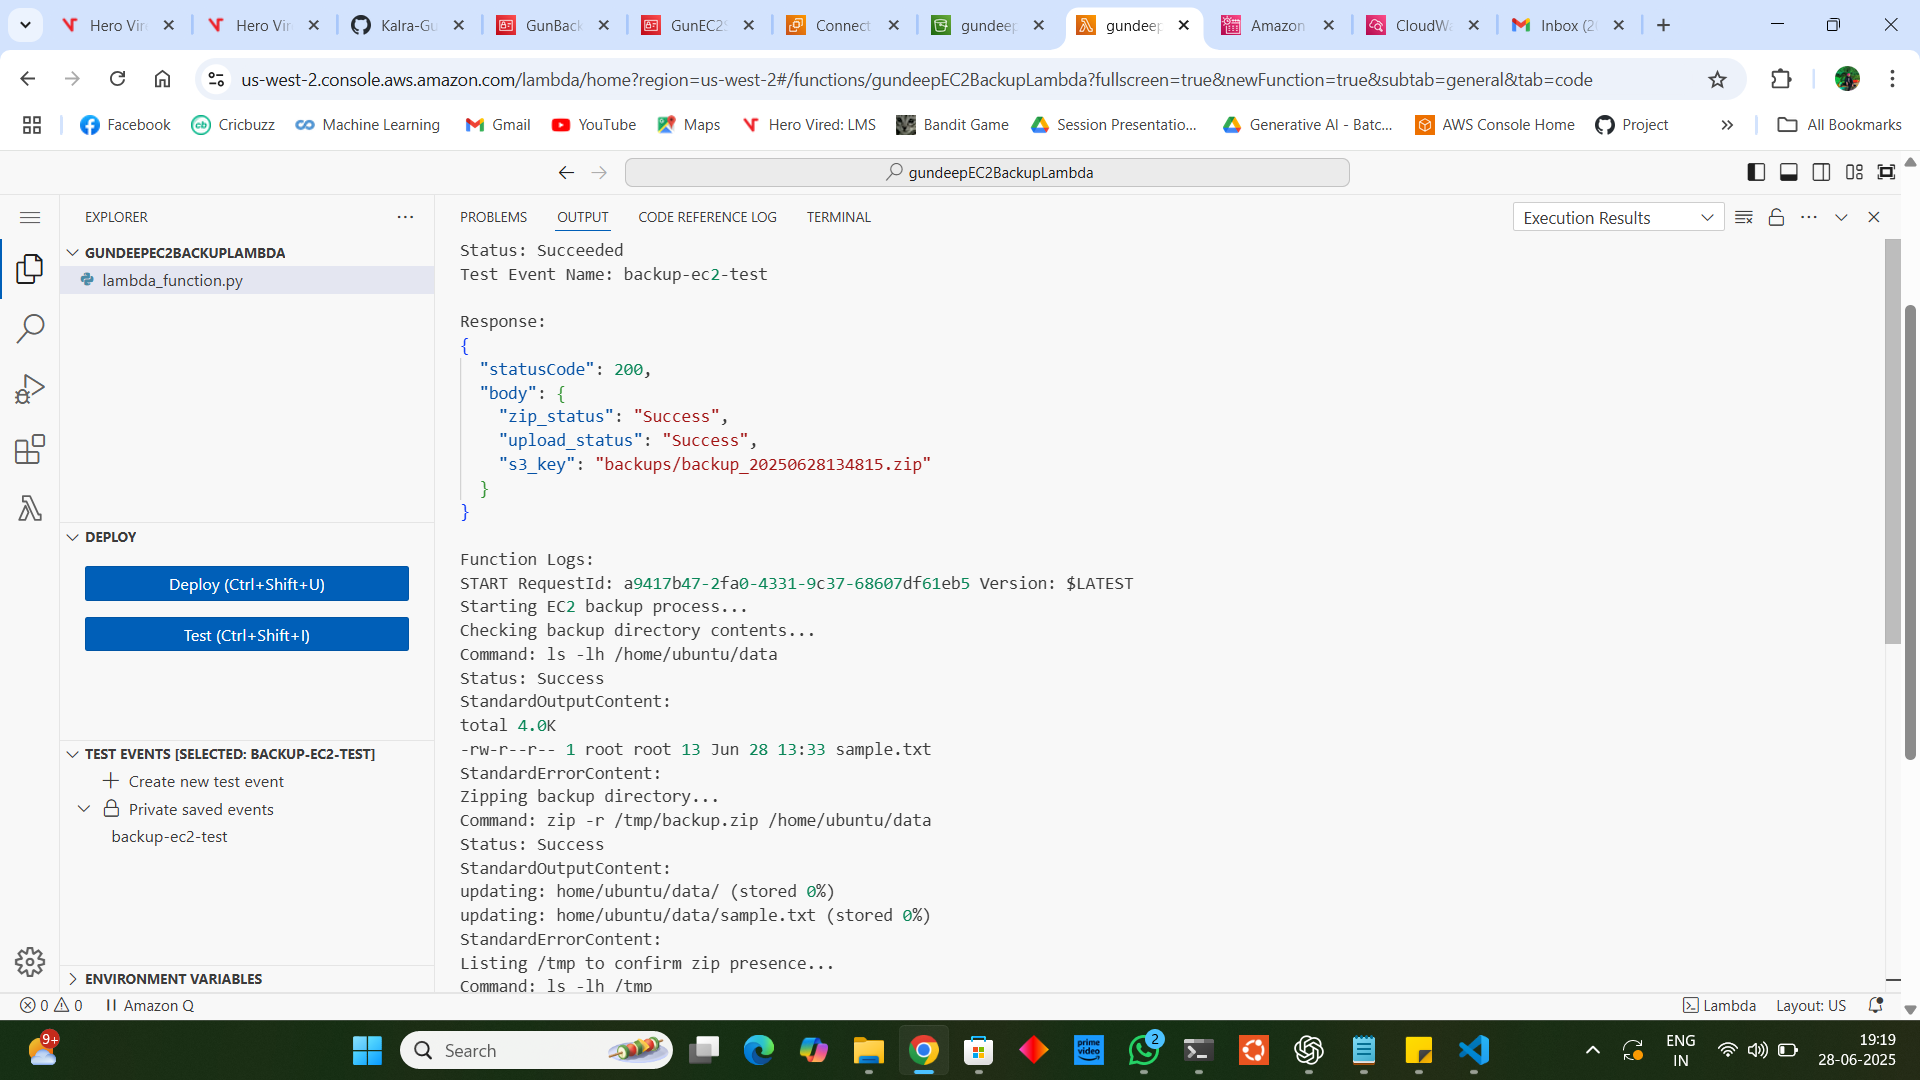 Hero Vir
Hero Vir
Kalra-Gu
GunBack
GunEC2S
Connect
gundeep
gundeep
Amazon
CloudWa
Inbox (20
us-west-2.console.aws.amazon.com/lambda/home?region=us-west-2#/functions/gundeepEC2BackupLambda?fullscreen=true&newFunction=true&subtab=general&tab=code
Facebook
Cricbuzz
Machine Learning
Gmail
YouTube
Maps
Hero Vired: LMS
Bandit Game
Session Presentatio...
Generative AI - Batc...
AWS Console Home
Project
All Bookmarks
gundeepEC2BackupLambda
EXPLORER
GUNDEEPEC2BACKUPLAMBDA
lambda_function.py
DEPLOY
Deploy (Ctrl+Shift+U)
Test (Ctrl+Shift+I)
TEST EVENTS [SELECTED: BACKUP-EC2-TEST]
Create new test event
Private saved events
backup-ec2-test
ENVIRONMENT VARIABLES
PROBLEMS
OUTPUT
CODE REFERENCE LOG
TERMINAL
Execution Results
Status: Succeeded
Test Event Name: backup-ec2-test
Response:
{
"statusCode": 200,
"body": {
"zip_status": "Success",
"upload_status": "Success",
"s3_key": "backups/backup_20250628134815.zip"
}
}
Function Logs:
START RequestId: a9417b47-2fa0-4331-9c37-68607df61eb5 Version: $LATEST
Starting EC2 backup process...
Checking backup directory contents...
Command: ls -lh /home/ubuntu/data
Status: Success
StandardOutputContent:
total 4.0K
-rw-r--r-- 1 root root 13 Jun 28 13:33 sample.txt
StandardErrorContent:
Zipping backup directory...
Command: zip -r /tmp/backup.zip /home/ubuntu/data
Status: Success
StandardOutputContent:
updating: home/ubuntu/data/ (stored 0%)
updating: home/ubuntu/data/sample.txt (stored 0%)
StandardErrorContent:
Listing /tmp to confirm zip presence...
Command: ls -lh /tmp
0
0
Amazon Q
Lambda
Layout: US
9+
Search
prime video
2
ENG
IN
19:19
28-06-2025